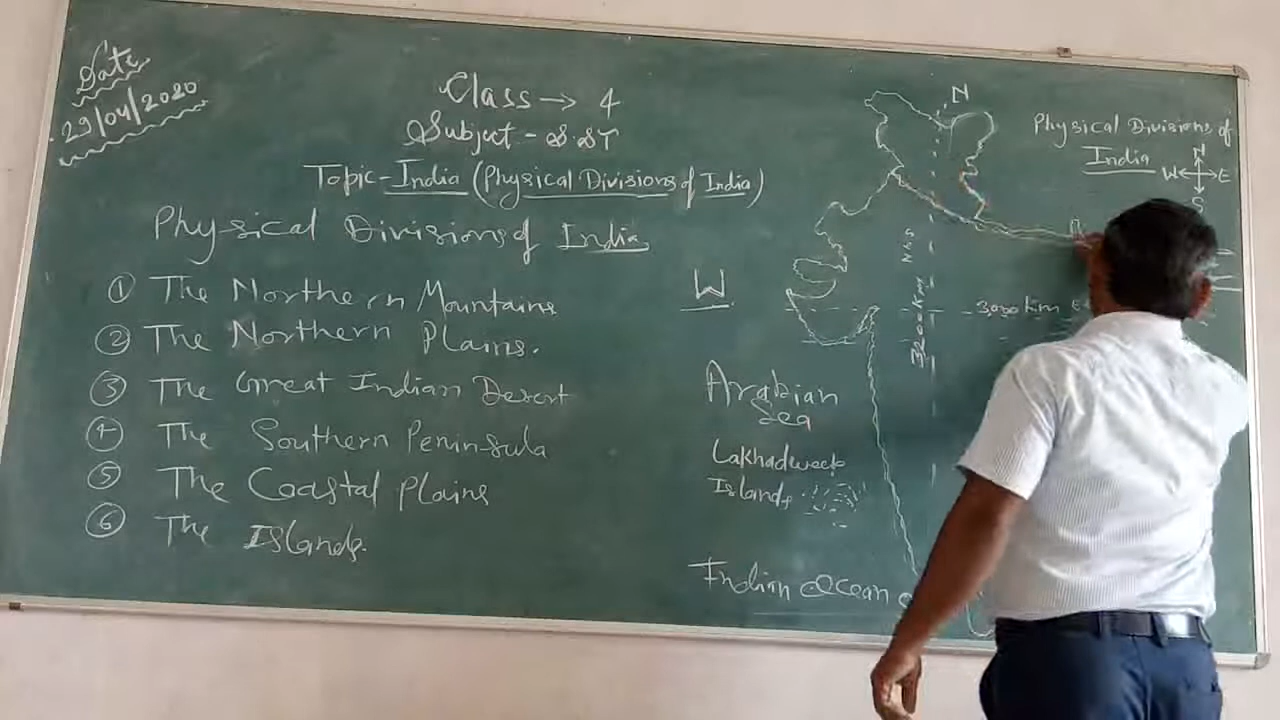 Date
29/04/2020
Class → 4
Subject - S.ST
Topic - India (Physical Divisions of India)
Physical Divisions of India
① The Northern Mountains
② The Northern Plains.
③ The Great Indian Desert
④ The Southern Peninsula
⑤ The Coastal Plains
⑥ The Islands.
N
Physical Divisions of
India
N
W E
S
W
N to S
3200 km
3000 km
Arabian
Sea
Lakhadweep
Islands
Indian Ocean